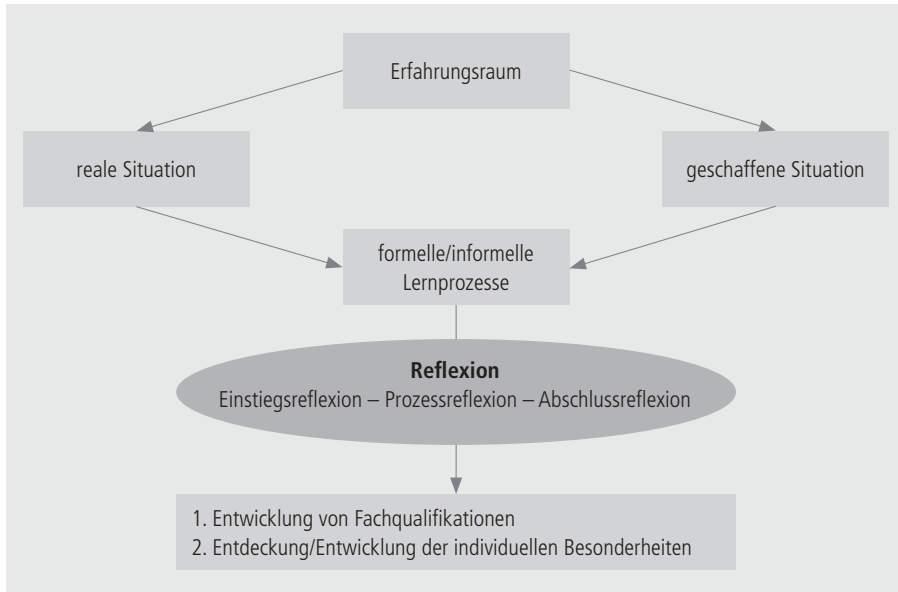 Erfahrungsraum
reale Situation
geschaffene Situation
formelle/informelle
Lernprozesse
Reflexion
Einstiegsreflexion – Prozessreflexion – Abschlussreflexion
1. Entwicklung von Fachqualifikationen
2. Entdeckung/Entwicklung der individuellen Besonderheiten